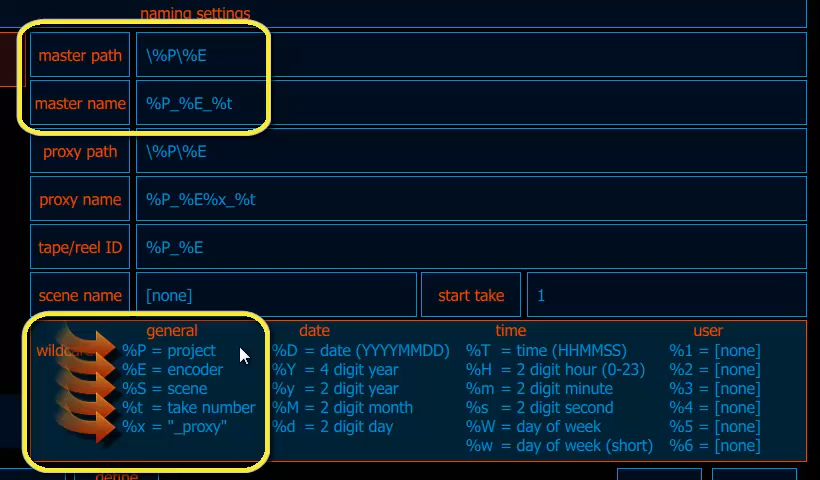 naming settings
master path \%P\%E
master name %P_%E_%t
proxy path \%P\%E
proxy name %P_%E%x_%t
tape/reel ID %P_%E
scene name [none] start take 1
general date time user
%P = project %D = date (YYYYMMDD) %T = time (HHMMSS) %1 = [none]
%E = encoder %Y = 4 digit year %H = 2 digit hour (0-23) %2 = [none]
%S = scene %y = 2 digit year %m = 2 digit minute %3 = [none]
%t = take number %M = 2 digit month %s = 2 digit second %4 = [none]
%x = "_proxy" %d = 2 digit day %W = day of week %5 = [none]
%w = day of week (short) %6 = [none]
define